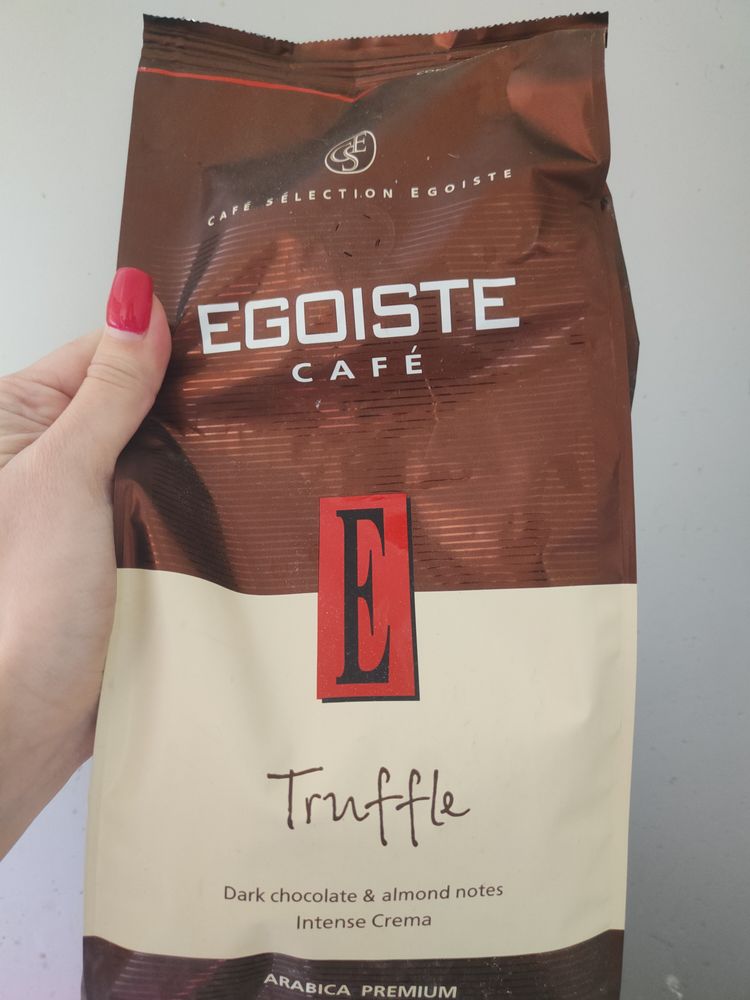 CSE
CAFÉ SÉLECTION EGOISTE
EGOISTE
CAFÉ
E
Truffle
Dark chocolate & almond notes
Intense Crema
ARABICA PREMIUM